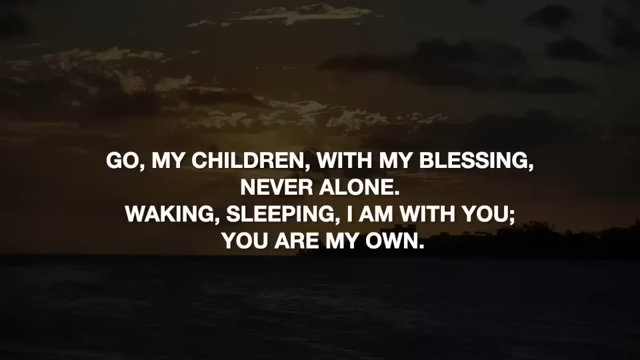 GO, MY CHILDREN, WITH MY BLESSING,
NEVER ALONE.
WAKING, SLEEPING, I AM WITH YOU;
YOU ARE MY OWN.